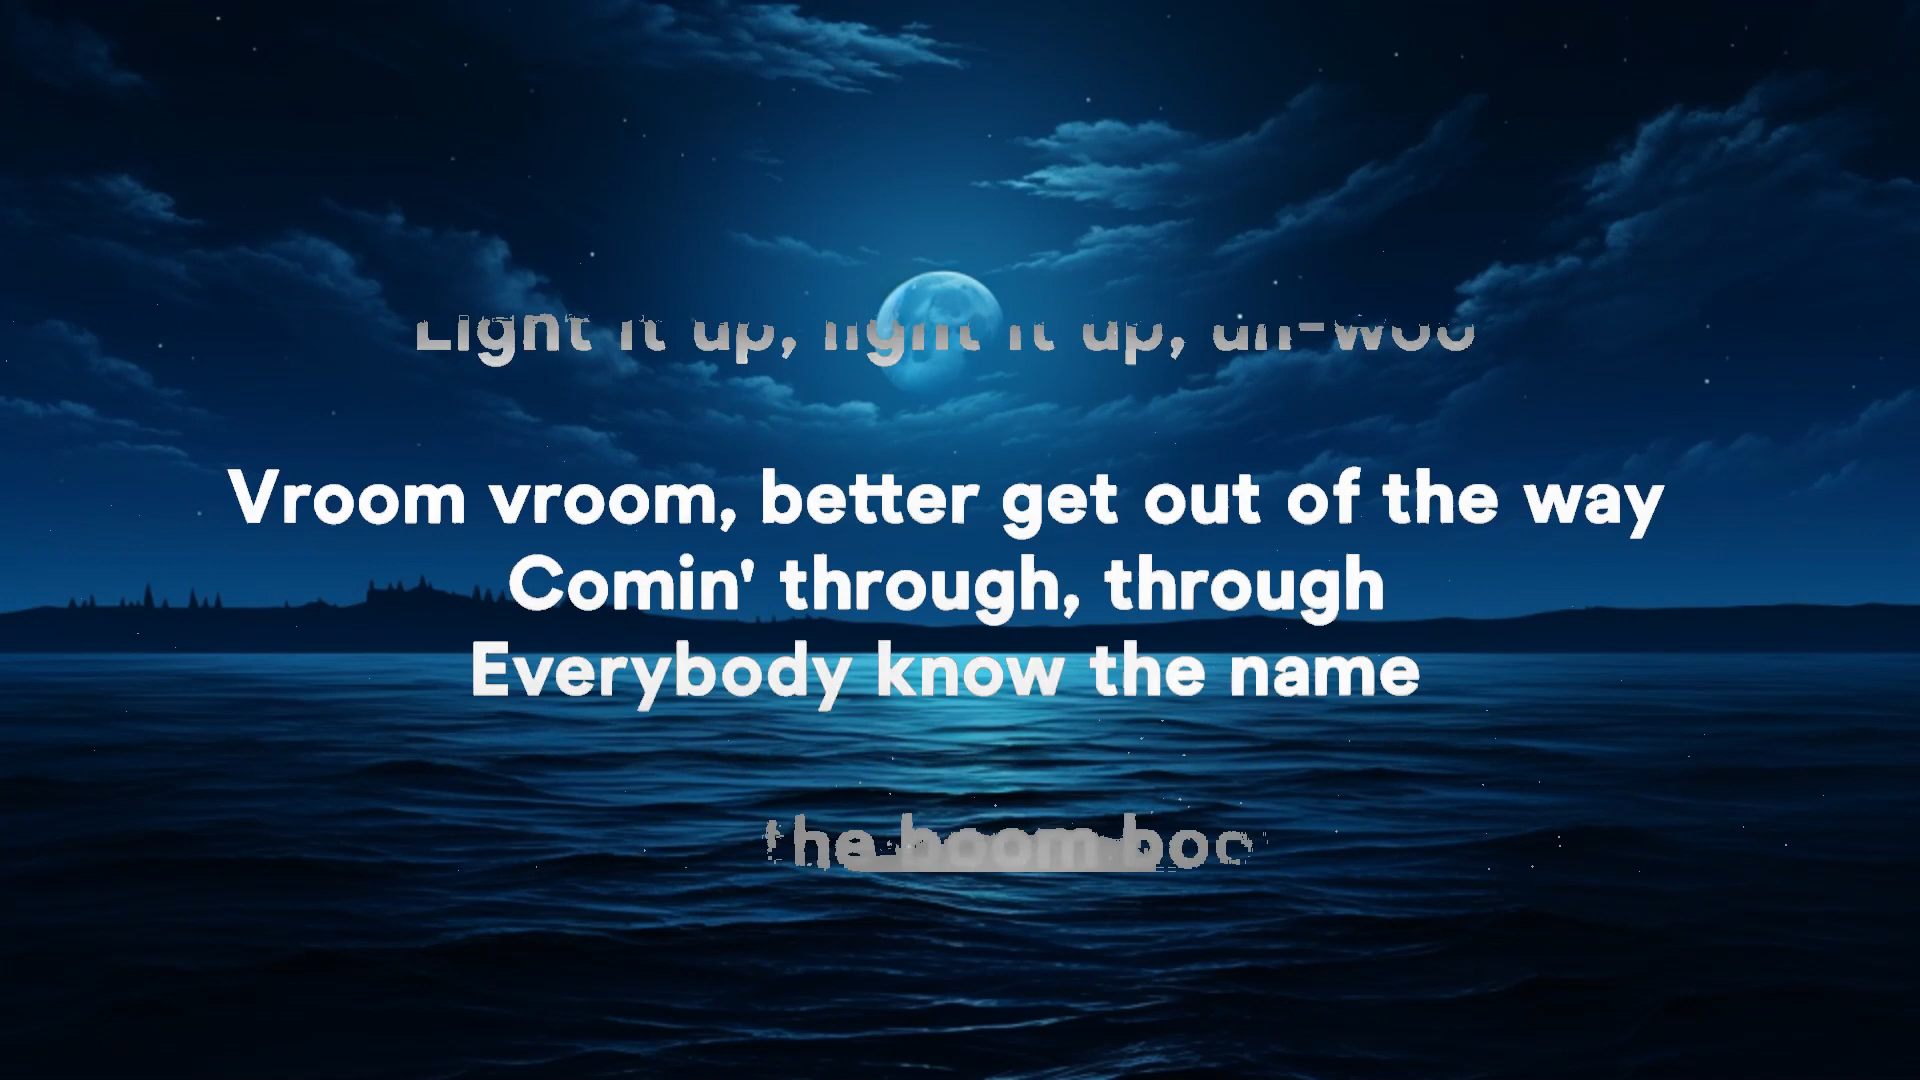 Light it up, light it up, uh-woo
Vroom vroom, better get out of the way
Comin' through, through
Everybody know the name
the boom boo